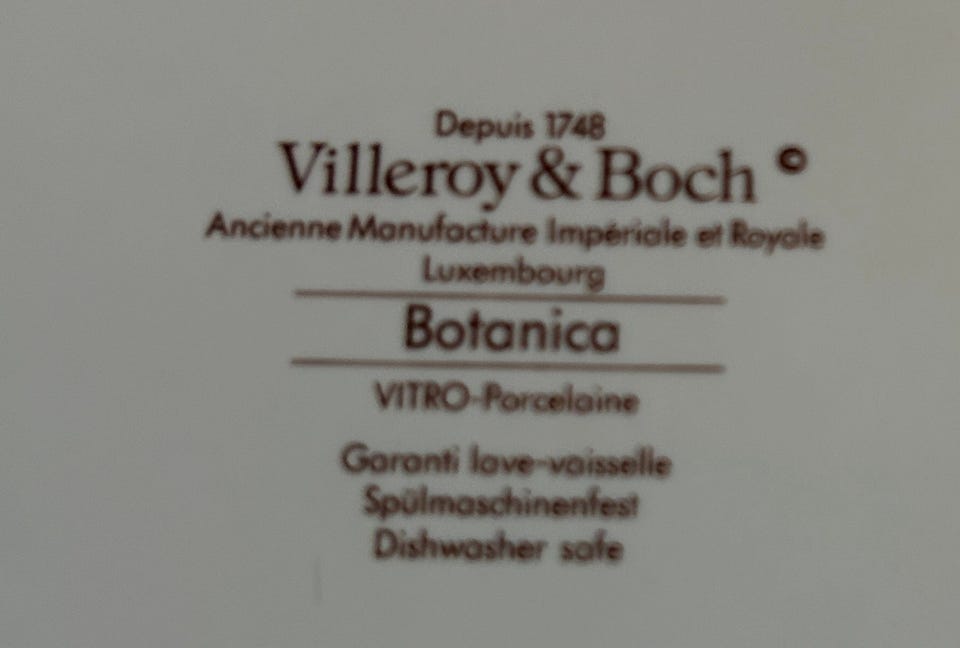 Depuis 1748
Villeroy & Boch ©
Ancienne Manufacture Impériale et Royale
Luxembourg
Botanica
VITRO-Porcelaine
Garanti lave-vaisselle
Spülmaschinenfest
Dishwasher safe